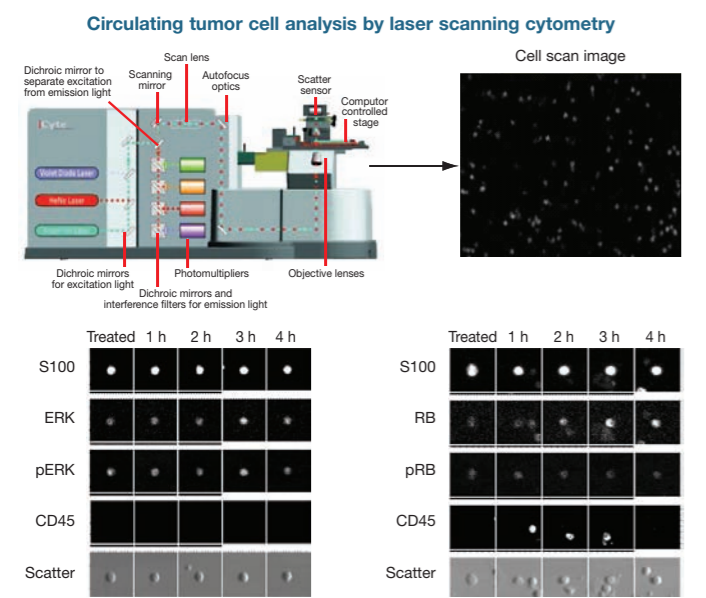 Circulating tumor cell analysis by laser scanning cytometry
Scan lens
Cell scan image
Dichroic mirror to
separate excitation
from emission light
Scanning
mirror
Autofocus
optics
Scatter
sensor
Computor
controlled
stage
iCyte
Violet Diode Laser
HeNe Laser
Dichroic mirrors
for excitation light
Photomultipliers
Objective lenses
Dichroic mirrors and
interference filters for emission light
Treated 1 h 2 h 3 h 4 h
S100
ERK
pERK
CD45
Scatter
Treated 1 h 2 h 3 h 4 h
S100
RB
pRB
CD45
Scatter